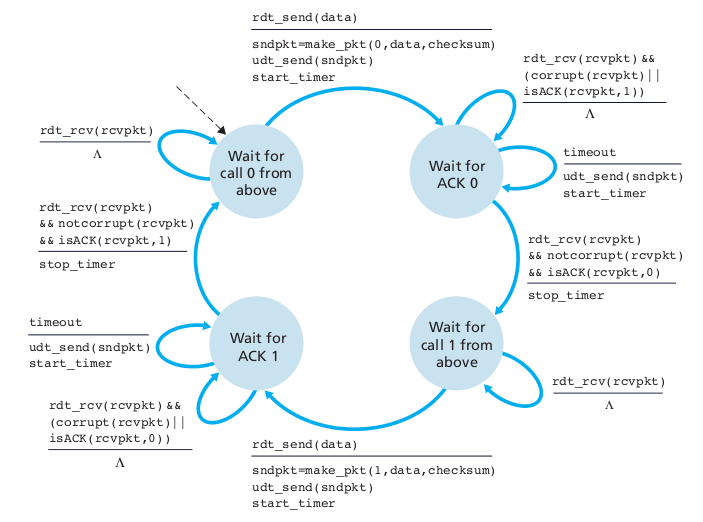 rdt_send(data)
sndpkt=make_pkt(0,data,checksum)
udt_send(sndpkt)
start_timer
rdt_rcv(rcvpkt) &&
(corrupt(rcvpkt)||
isACK(rcvpkt,1))
Λ
rdt_rcv(rcvpkt)
Λ
Wait for
call 0 from
above
Wait for
ACK 0
timeout
udt_send(sndpkt)
start_timer
rdt_rcv(rcvpkt)
&& notcorrupt(rcvpkt)
&& isACK(rcvpkt,1)
stop_timer
rdt_rcv(rcvpkt)
&& notcorrupt(rcvpkt)
&& isACK(rcvpkt,0)
stop_timer
timeout
udt_send(sndpkt)
start_timer
Wait for
ACK 1
Wait for
call 1 from
above
rdt_rcv(rcvpkt)
Λ
rdt_rcv(rcvpkt) &&
(corrupt(rcvpkt)||
isACK(rcvpkt,0))
Λ
rdt_send(data)
sndpkt=make_pkt(1,data,checksum)
udt_send(sndpkt)
start_timer